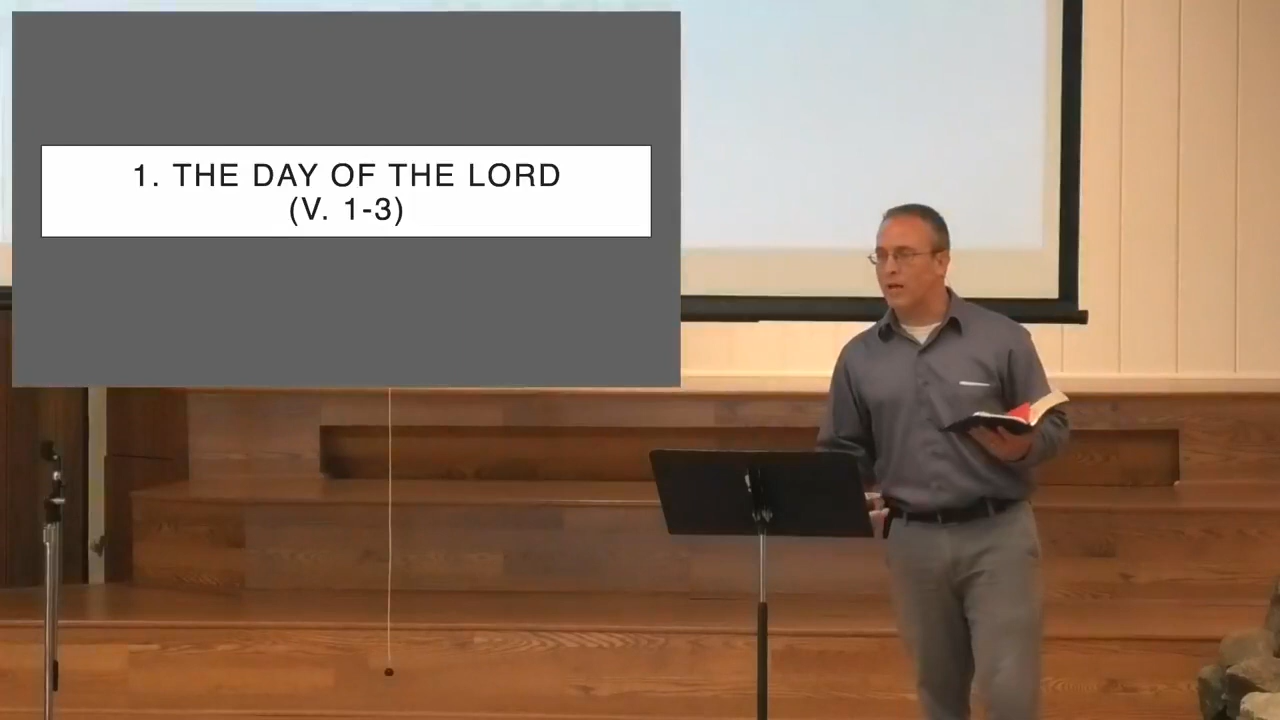 1. THE DAY OF THE LORD
(V. 1-3)